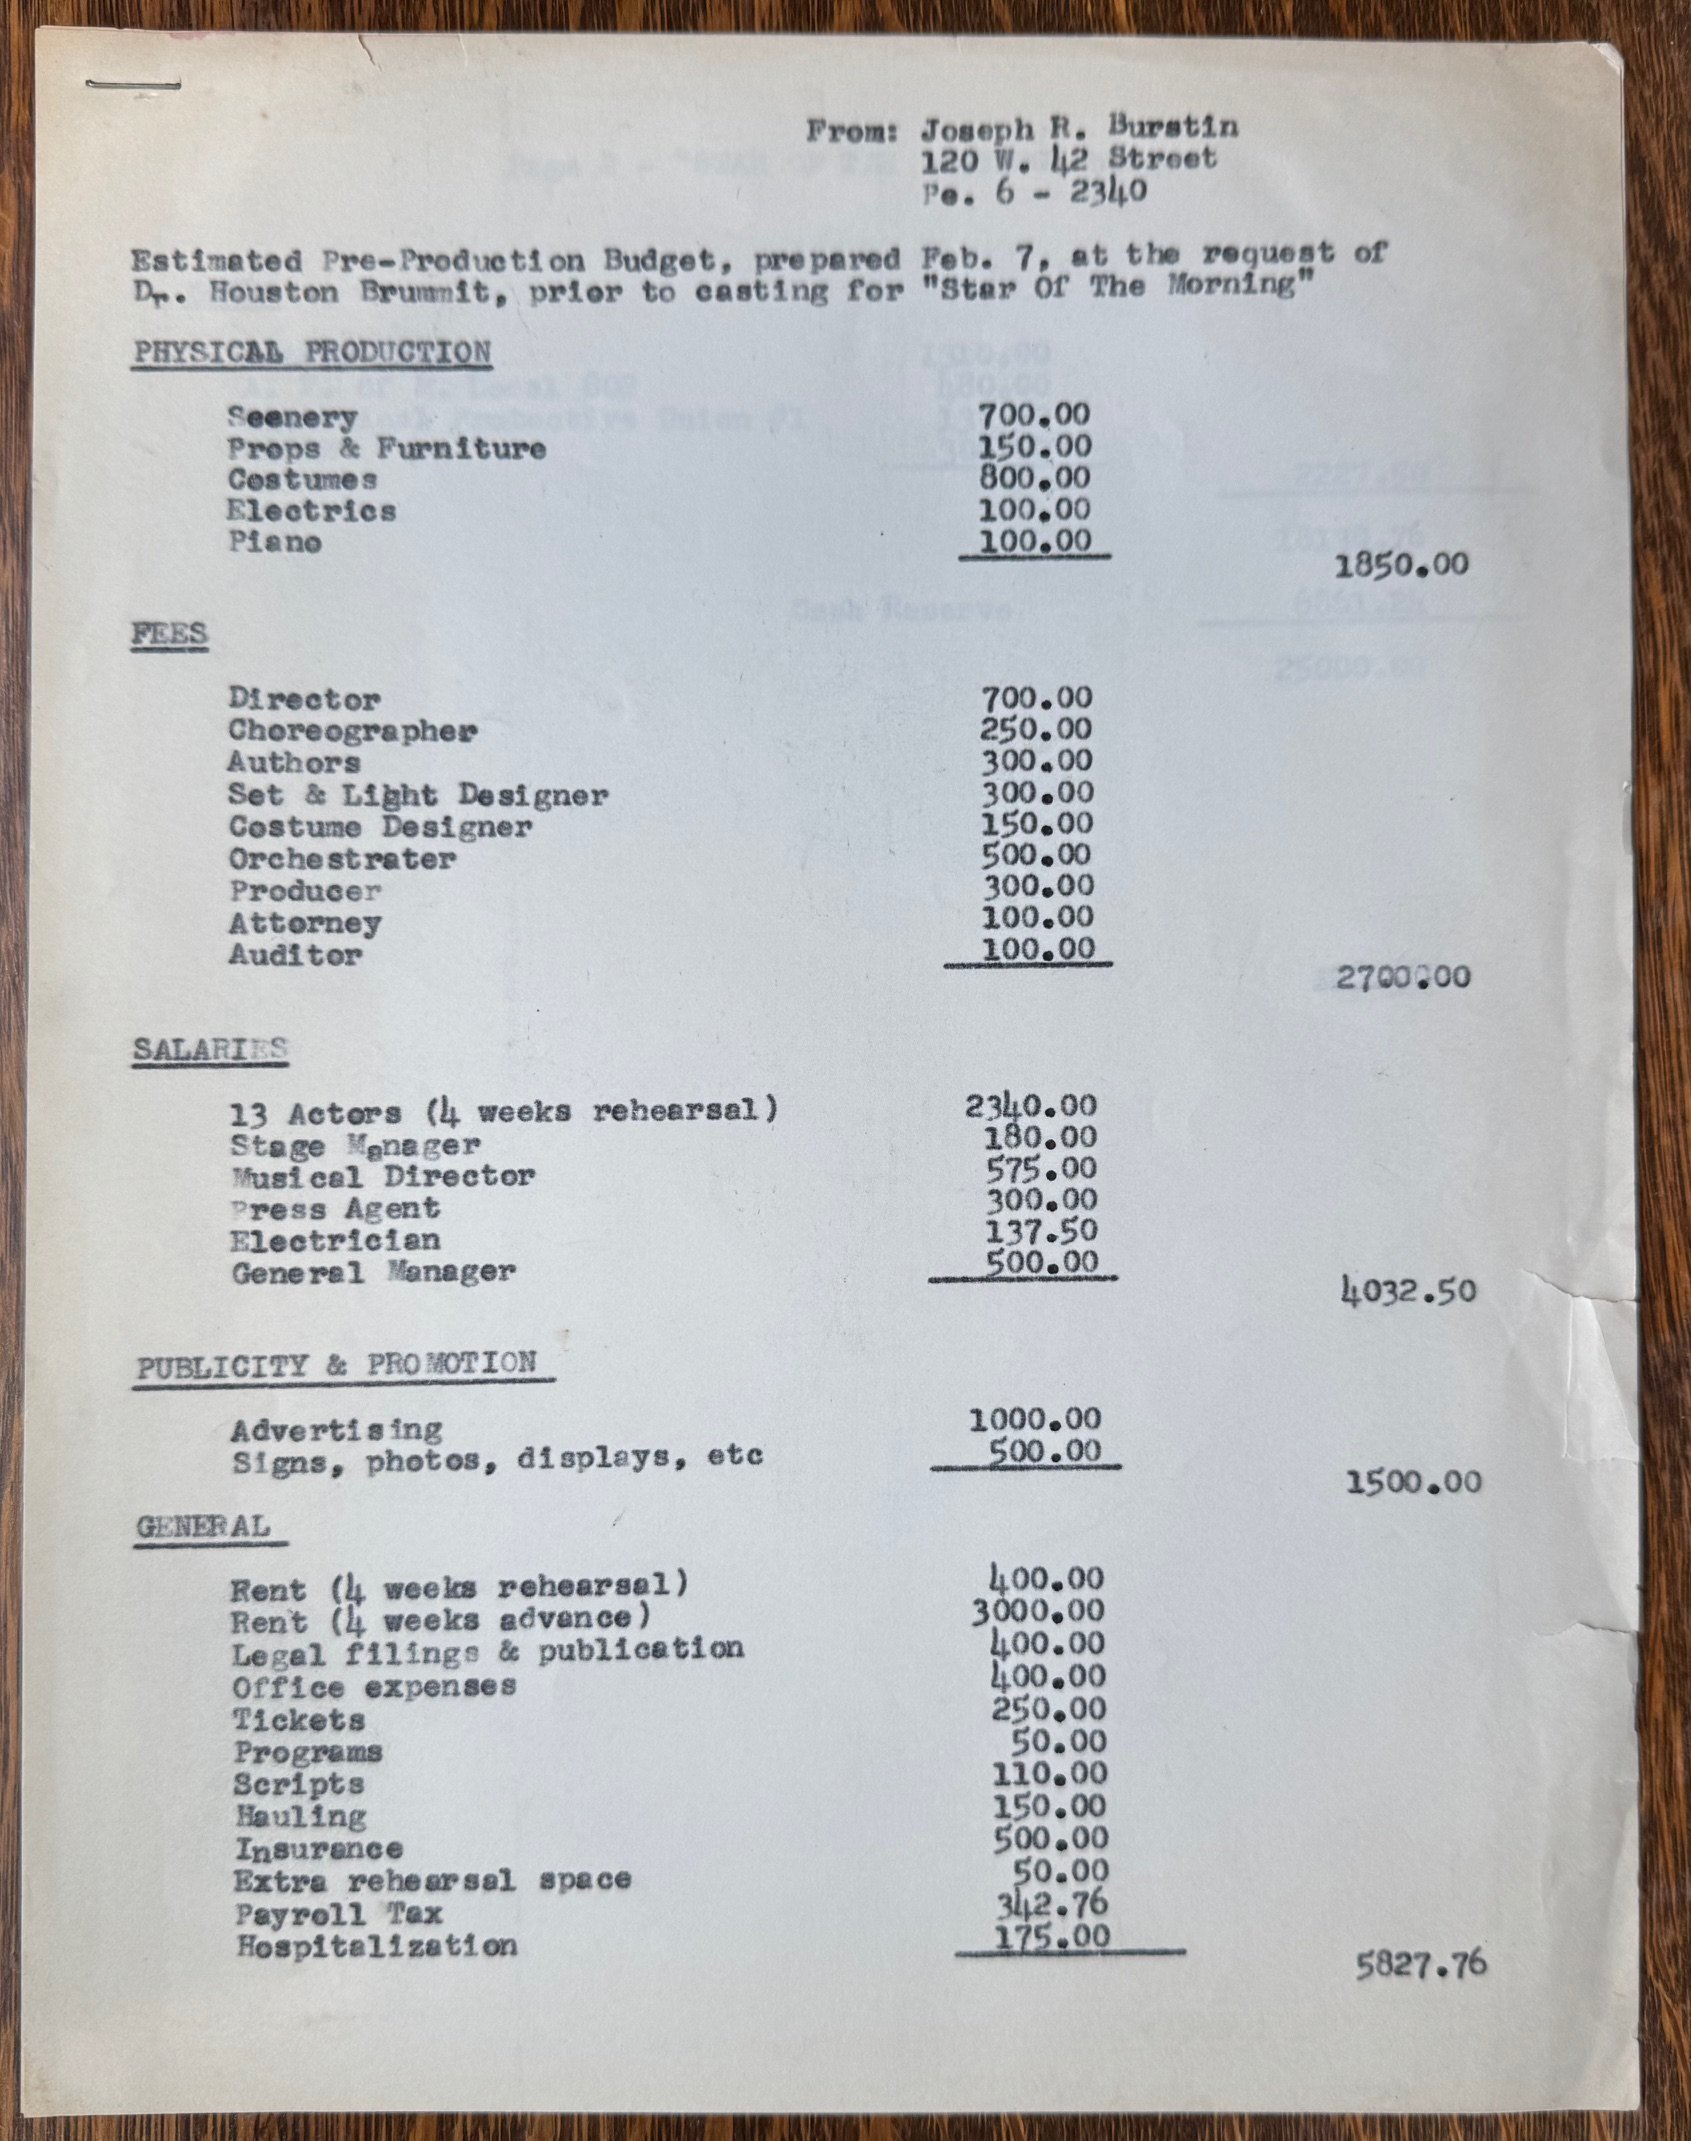 From: Joseph R. Burstin
120 W. 42 Street
Pe. 6 - 2340
Estimated Pre-Production Budget, prepared Feb. 7, at the request of
Dr. Houston Brummit, prior to casting for "Star Of The Morning"
PHYSICAL PRODUCTION
Seenery 700.00
Props & Furniture 150.00
Costumes 800.00
Electrics 100.00
Piano 100.00
1850.00
FEES
Director 700.00
Choreographer 250.00
Authors 300.00
Set & Light Designer 300.00
Costume Designer 150.00
Orchestrater 500.00
Producer 300.00
Attorney 100.00
Auditor 100.00
2700.00
SALARIES
13 Actors (4 weeks rehearsal) 2340.00
Stage Manager 180.00
Musical Director 575.00
Press Agent 300.00
Electrician 137.50
General Manager 500.00
4032.50
PUBLICITY & PROMOTION
Advertising 1000.00
Signs, photos, displays, etc 500.00
1500.00
GENERAL
Rent (4 weeks rehearsal) 400.00
Rent (4 weeks advance) 3000.00
Legal filings & publication 400.00
Office expenses 400.00
Tickets 250.00
Programs 50.00
Scripts 110.00
Hauling 150.00
Insurance 500.00
Extra rehearsal space 50.00
Payroll Tax 342.76
Hospitalization 175.00
5827.76